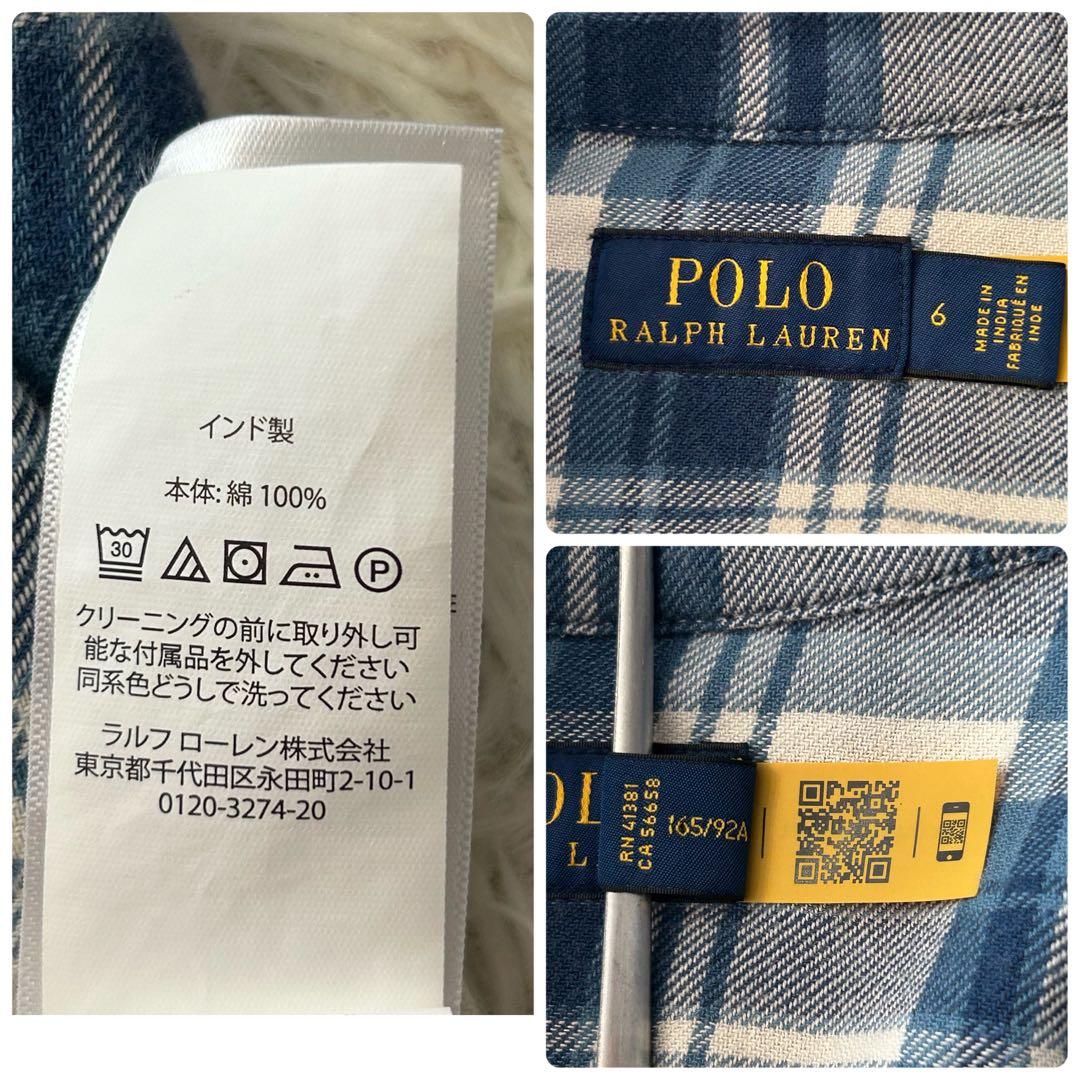 インド製
本体: 綿 100%
30
P
クリーニングの前に取り外し可
能な付属品を外してください
同系色どうしで洗ってください
ラルフ ローレン株式会社
東京都千代田区永田町2-10-1
0120-3274-20
POLO
RALPH LAUREN
6
MADE IN
INDIA
FABRIQUÉ EN
INDE
OL
L
RN 41381
CA 56658
165/92A